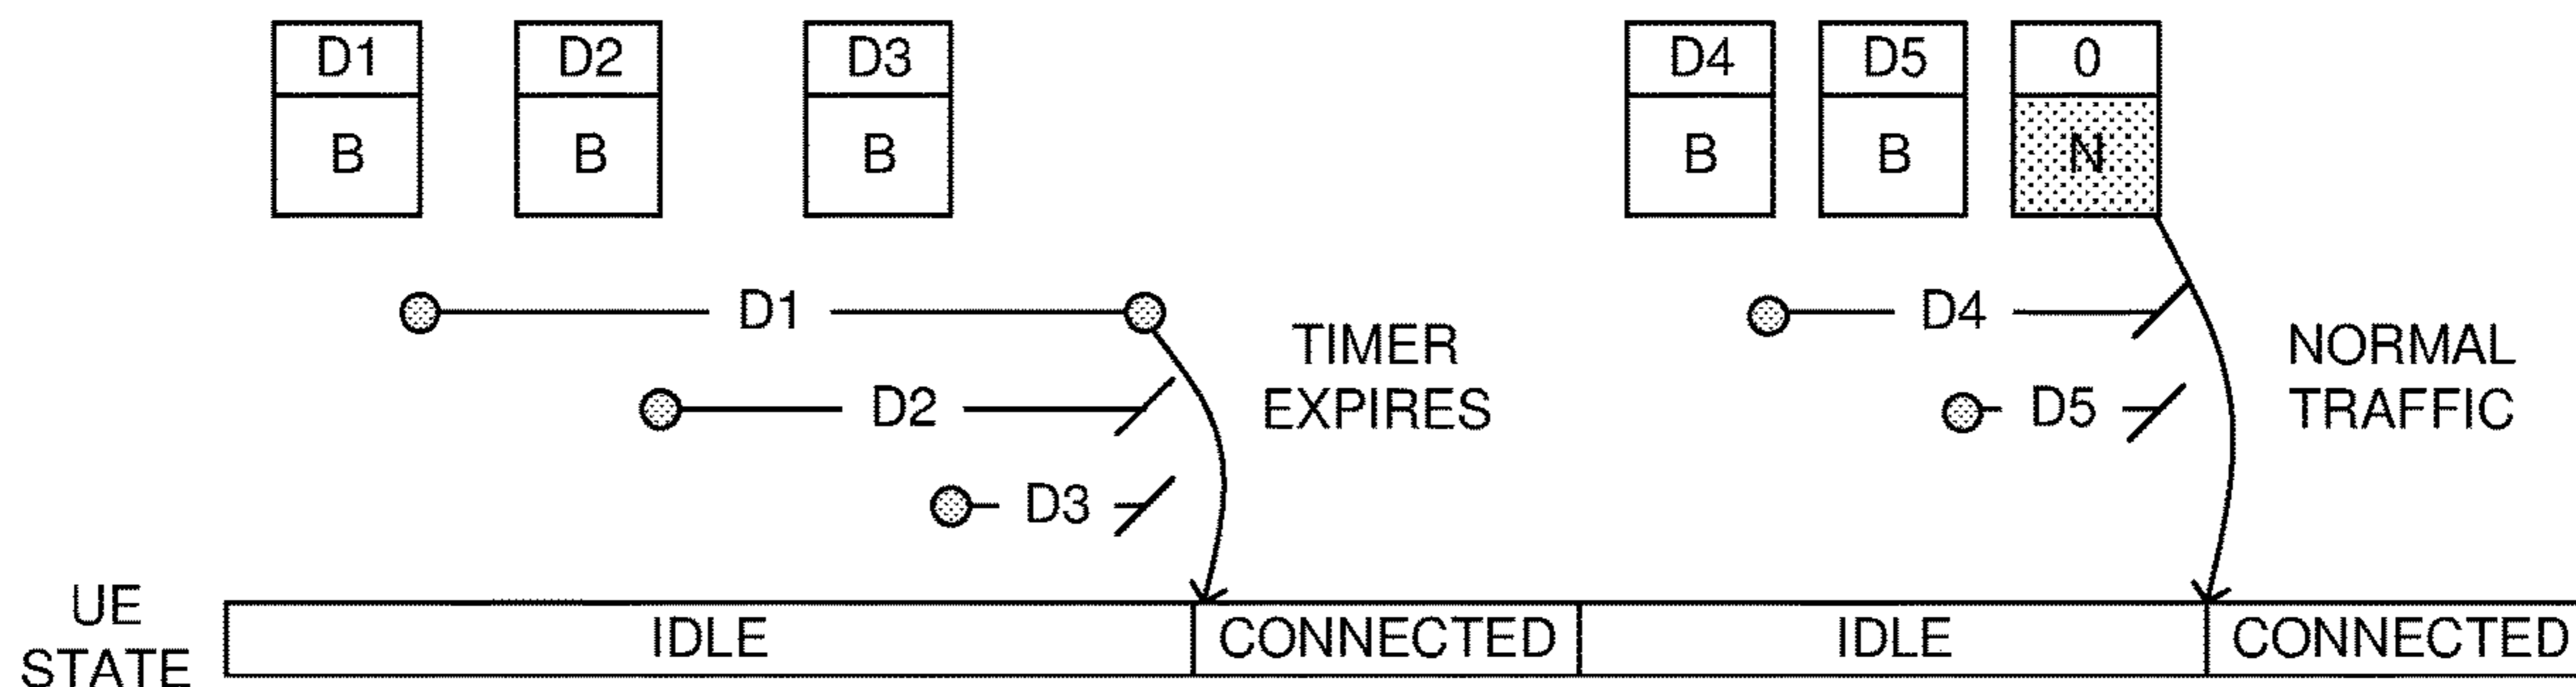 D1 D2 D3 D4 D5 0
B B B B B N
D1 D4
TIMER EXPIRES
NORMAL TRAFFIC
D2 D5
D3
UE STATE
IDLE CONNECTED IDLE CONNECTED